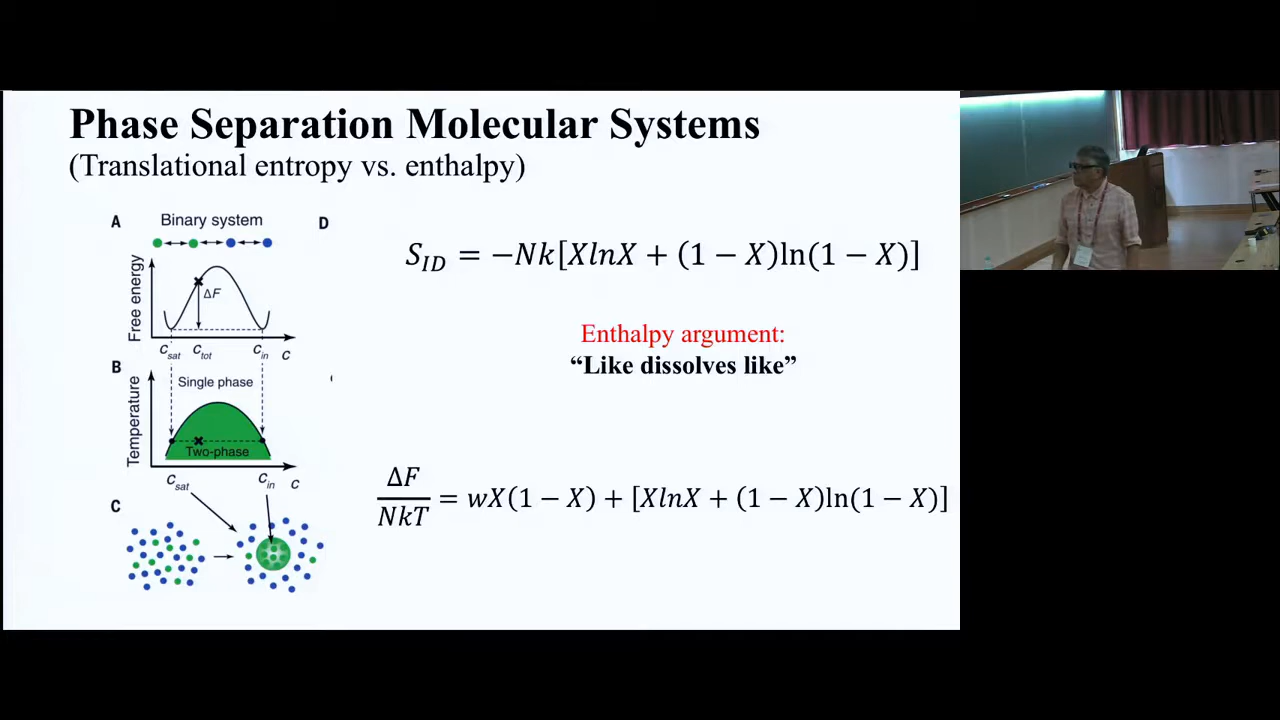 Phase Separation Molecular Systems
(Translational entropy vs. enthalpy)
A
Binary system
D
Free energy
ΔF
c_sat c_tot c_in c
S_ID = −Nk[XlnX + (1 − X)ln(1 − X)]
Enthalpy argument:
“Like dissolves like”
B
Temperature
Single phase
Two-phase
c_sat c_in c
ΔF/NkT = wX(1 − X) + [XlnX + (1 − X)ln(1 − X)]
C